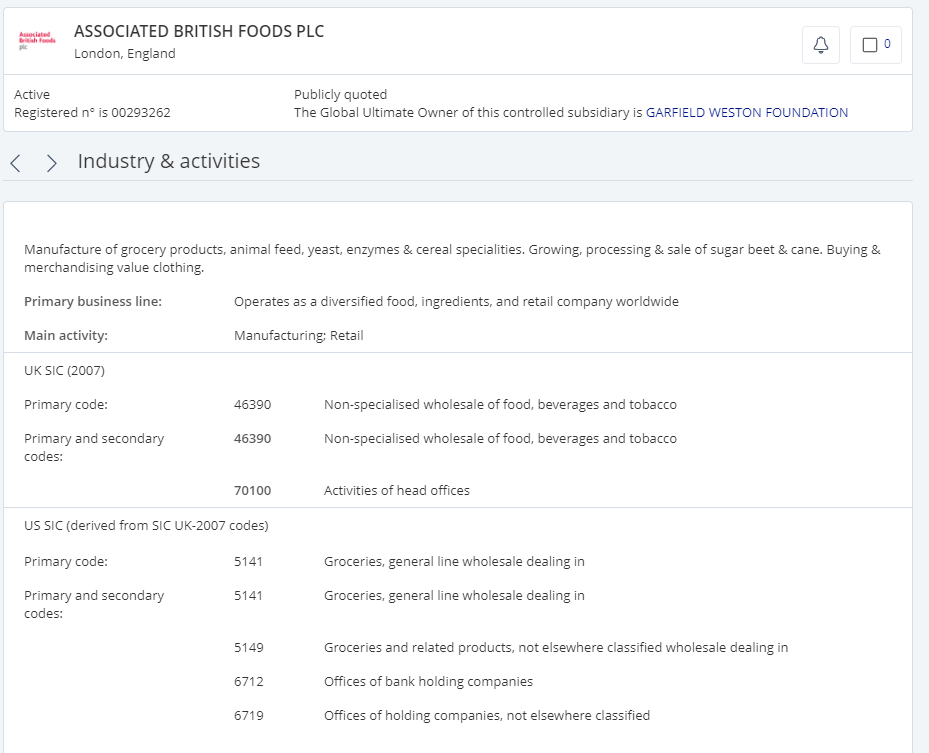 Associated
British Foods
plc
ASSOCIATED BRITISH FOODS PLC
London, England
0
Active
Registered n° is 00293262
Publicly quoted
The Global Ultimate Owner of this controlled subsidiary is GARFIELD WESTON FOUNDATION
Industry & activities
Manufacture of grocery products, animal feed, yeast, enzymes & cereal specialities. Growing, processing & sale of sugar beet & cane. Buying &
merchandising value clothing.
Primary business line: Operates as a diversified food, ingredients, and retail company worldwide
Main activity: Manufacturing; Retail
UK SIC (2007)
Primary code: 46390 Non-specialised wholesale of food, beverages and tobacco
Primary and secondary 46390 Non-specialised wholesale of food, beverages and tobacco
codes:
70100 Activities of head offices
US SIC (derived from SIC UK-2007 codes)
Primary code: 5141 Groceries, general line wholesale dealing in
Primary and secondary 5141 Groceries, general line wholesale dealing in
codes:
5149 Groceries and related products, not elsewhere classified wholesale dealing in
6712 Offices of bank holding companies
6719 Offices of holding companies, not elsewhere classified